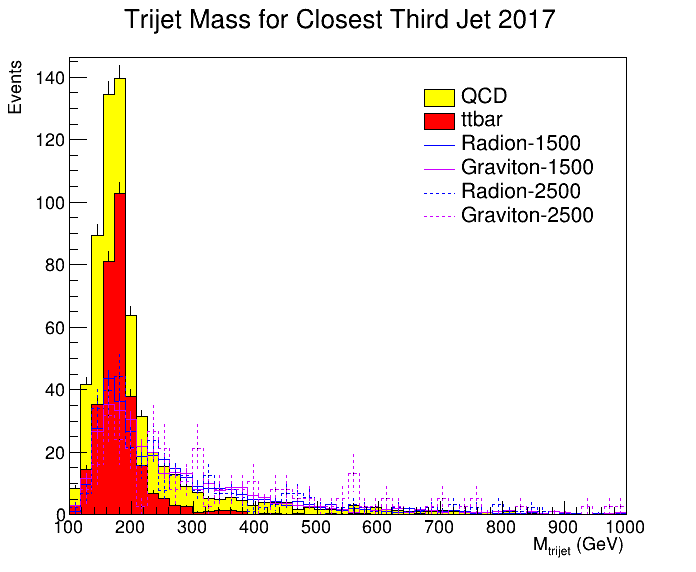 Trijet Mass for Closest Third Jet 2017
Events
140
120
100
80
60
40
20
0
QCD
ttbar
Radion-1500
Graviton-1500
Radion-2500
Graviton-2500
100 200 300 400 500 600 700 800 900 1000
M_trijet (GeV)